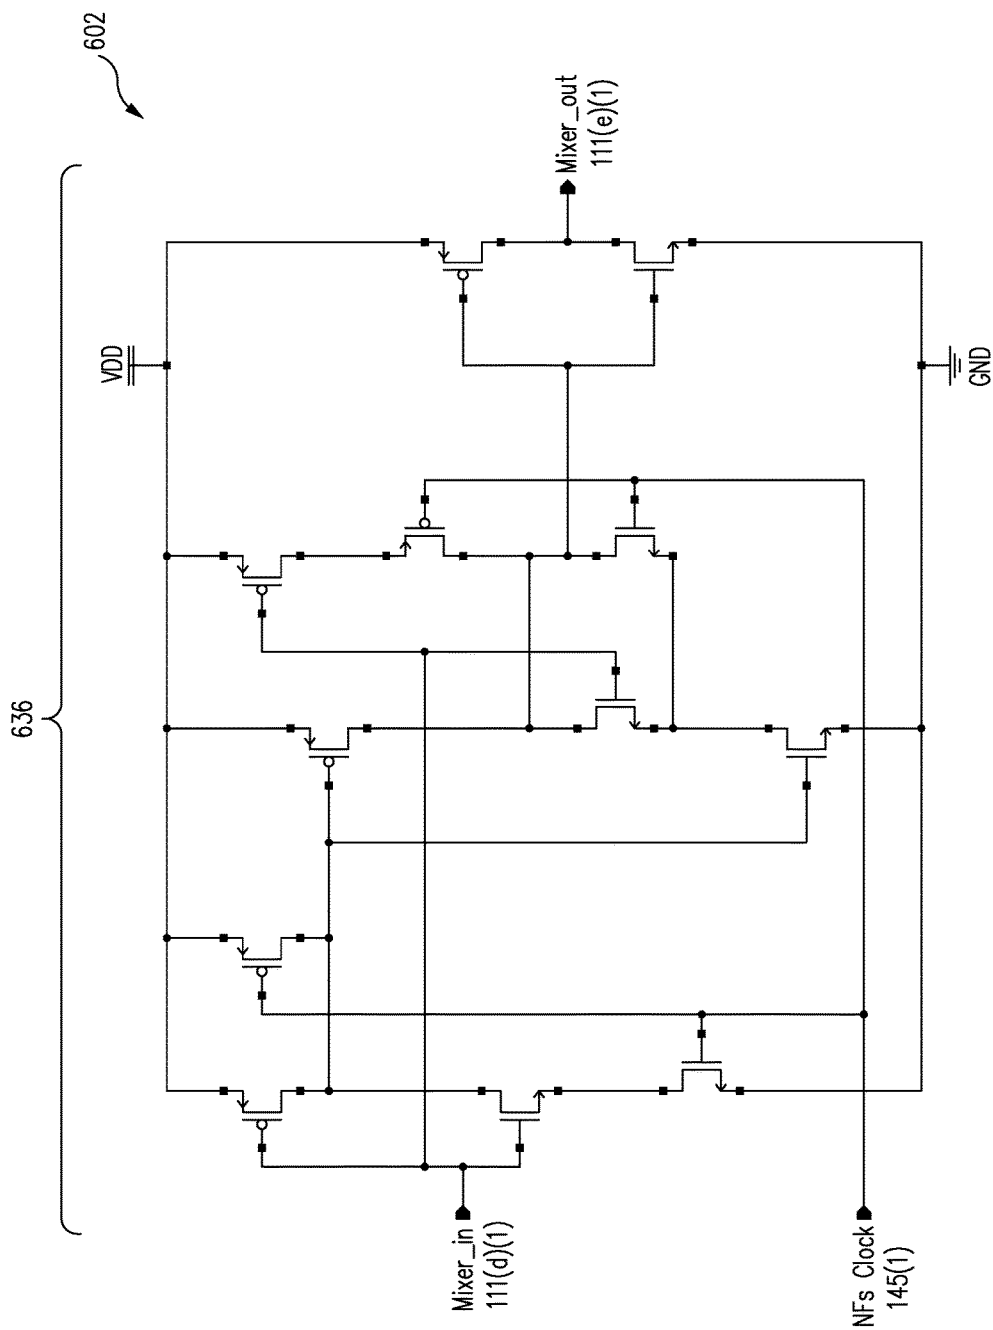 602
636
VDD
Mixer_out
111(e)(1)
GND
Mixer_in
111(d)(1)
NFs Clock
145(1)